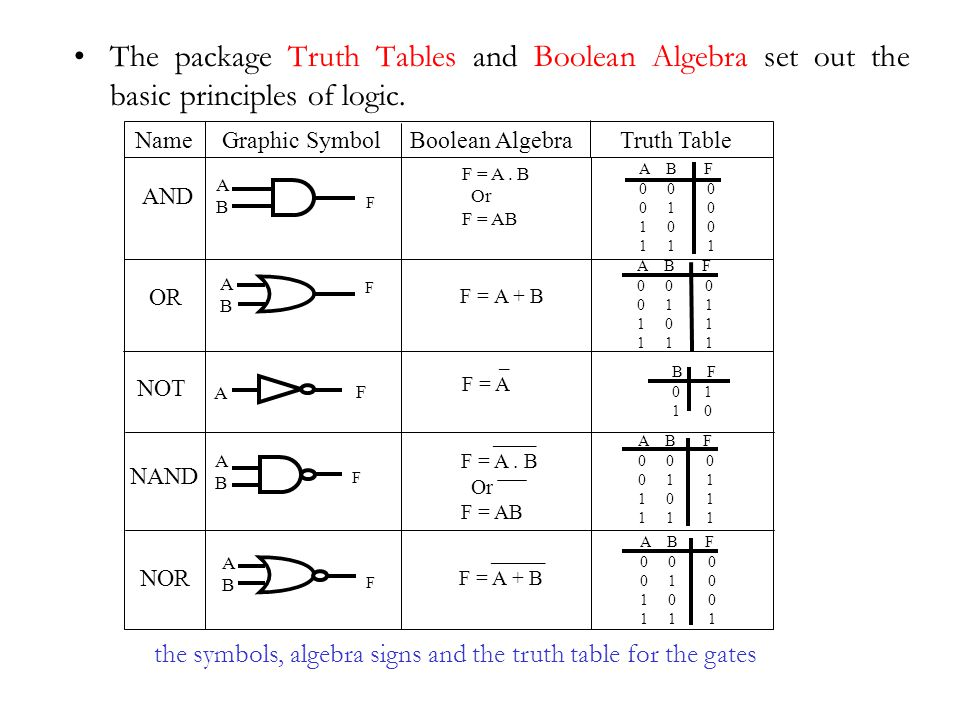 • The package Truth Tables and Boolean Algebra set out the
basic principles of logic.
Name Graphic Symbol Boolean Algebra Truth Table
AND
A
B
F
F = A . B
Or
F = AB
A B F
0 0 0
0 1 0
1 0 0
1 1 1
OR
A
B
F
F = A + B
A B F
0 0 0
0 1 1
1 0 1
1 1 1
NOT
A
F
F = A̅
B F
0 1
1 0
NAND
A
B
F
F = A̅ ̅.̅ ̅B̅
Or
F = A̅B̅
A B F
0 0 0
0 1 1
1 0 1
1 1 1
NOR
A
B
F
F = A̅ ̅+̅ ̅B̅
A B F
0 0 0
0 1 0
1 0 0
1 1 1
the symbols, algebra signs and the truth table for the gates